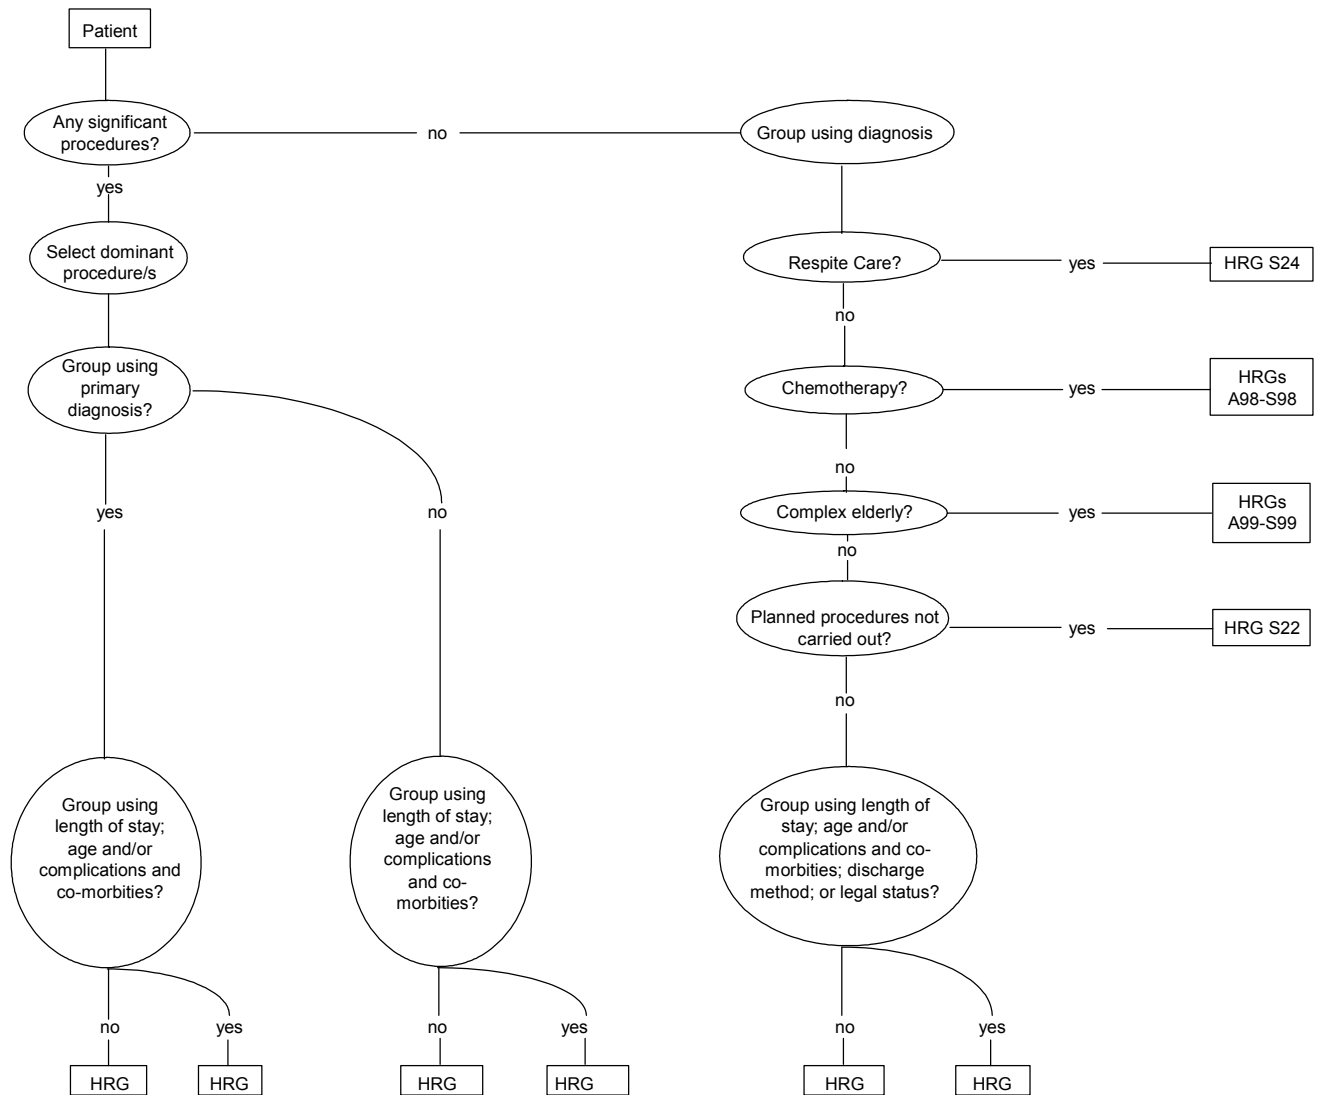 Patient
Any significant
procedures?
no
Group using diagnosis
yes
Select dominant
procedure/s
Respite Care?
yes
HRG S24
no
Group using
primary
diagnosis?
Chemotherapy?
yes
HRGs
A98-S98
no
yes
no
Complex elderly?
yes
HRGs
A99-S99
no
Planned procedures not
carried out?
yes
HRG S22
no
Group using
length of stay;
age and/or
complications and
co-morbities?
Group using
length of stay;
age and/or
complications
and co-
morbities?
Group using length of
stay; age and/or
complications and co-
morbities; discharge
method; or legal status?
no
yes
no
yes
no
yes
HRG
HRG
HRG
HRG
HRG
HRG